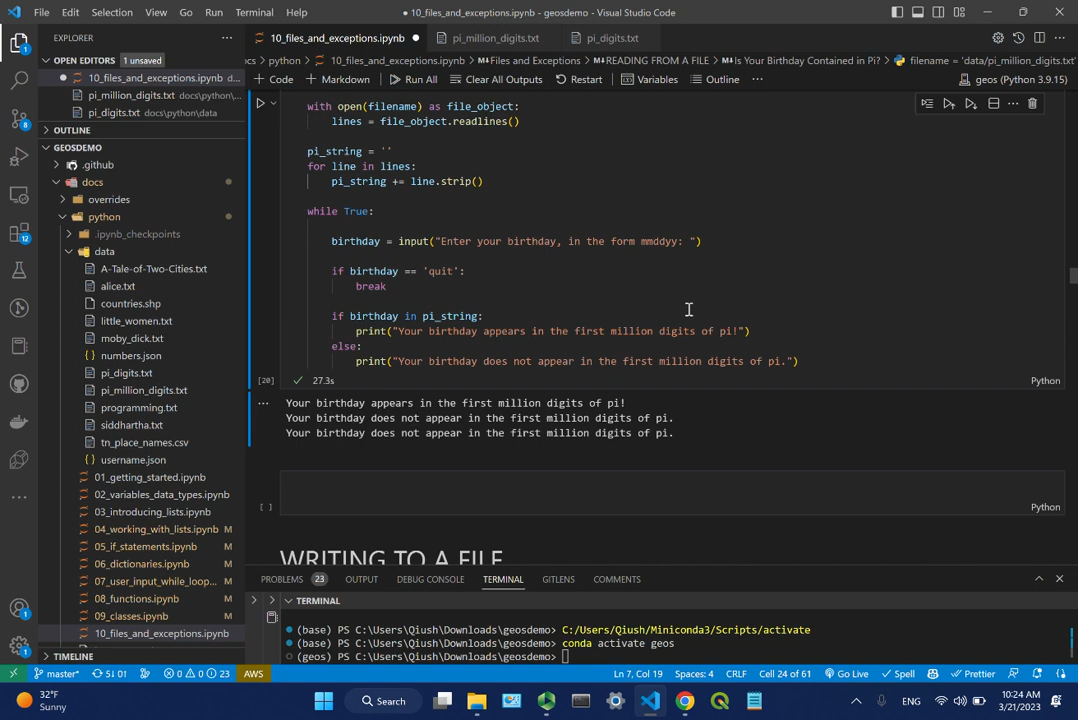 File Edit Selection View Go Run Terminal Help
● 10_files_and_exceptions.ipynb - geosdemo - Visual Studio Code
EXPLORER
OPEN EDITORS 1 unsaved
● 10_files_and_exceptions.ipynb d...
pi_million_digits.txt docs\python\...
pi_digits.txt docs\python\data
OUTLINE
GEOSDEMO
.github
docs
overrides
python
.ipynb_checkpoints
data
A-Tale-of-Two-Cities.txt
alice.txt
countries.shp
little_women.txt
moby_dick.txt
numbers.json
pi_digits.txt
pi_million_digits.txt
programming.txt
siddhartha.txt
tn_place_names.csv
username.json
01_getting_started.ipynb
02_variables_data_types.ipynb
03_introducing_lists.ipynb
04_working_with_lists.ipynb M
05_if_statements.ipynb M
06_dictionaries.ipynb M
07_user_input_while_loop... M
08_functions.ipynb M
09_classes.ipynb M
10_files_and_exceptions.ipynb
TIMELINE
10_files_and_exceptions.ipynb ● pi_million_digits.txt pi_digits.txt
ocs > python > 10_files_and_exceptions.ipynb > Files and Exceptions > READING FROM A FILE > Is Your Birthday Contained in Pi? > filename = 'data/pi_million_digits.txt'
+ Code + Markdown Run All Clear All Outputs Restart Variables Outline ... geos (Python 3.9.15)
with open(filename) as file_object:
lines = file_object.readlines()
pi_string = ''
for line in lines:
pi_string += line.strip()
while True:
birthday = input("Enter your birthday, in the form mmddyy: ")
if birthday == 'quit':
break
if birthday in pi_string:
print("Your birthday appears in the first million digits of pi!")
else:
print("Your birthday does not appear in the first million digits of pi.")
[20] 27.3s Python
Your birthday appears in the first million digits of pi!
Your birthday does not appear in the first million digits of pi.
Your birthday does not appear in the first million digits of pi.
[ ] Python
WRITING TO A FILE
PROBLEMS 23 OUTPUT DEBUG CONSOLE TERMINAL GITLENS COMMENTS
TERMINAL
(base) PS C:\Users\Qiush\Downloads\geosdemo> C:/Users/Qiush/Miniconda3/Scripts/activate
(base) PS C:\Users\Qiush\Downloads\geosdemo> conda activate geos
(geos) PS C:\Users\Qiush\Downloads\geosdemo>
master* 5↓ 0↑ 0 0 23 AWS Ln 7, Col 19 Spaces: 4 CRLF Cell 24 of 61 Go Live Spell Prettier
32°F
Sunny
Search
ENG
10:24 AM
3/21/2023